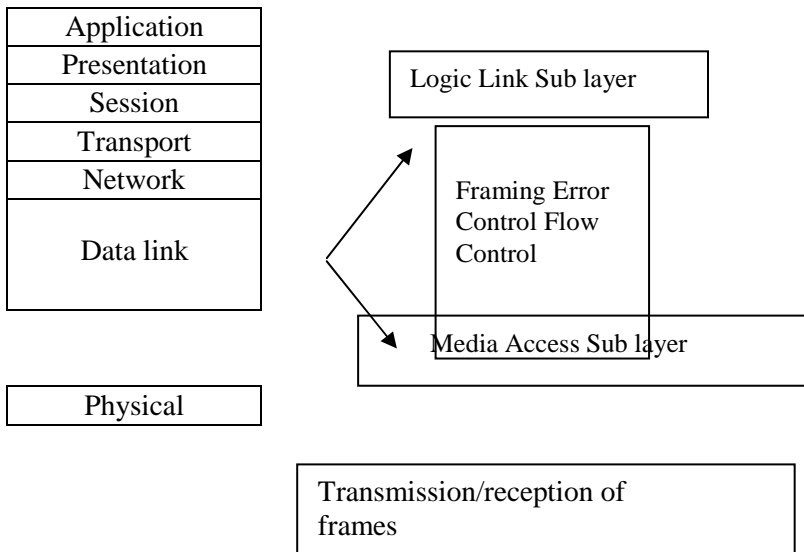 Application
Presentation
Session
Transport
Network
Data link
Physical
Logic Link Sub layer
Framing Error
Control Flow
Control
Media Access Sub layer
Transmission/reception of
frames